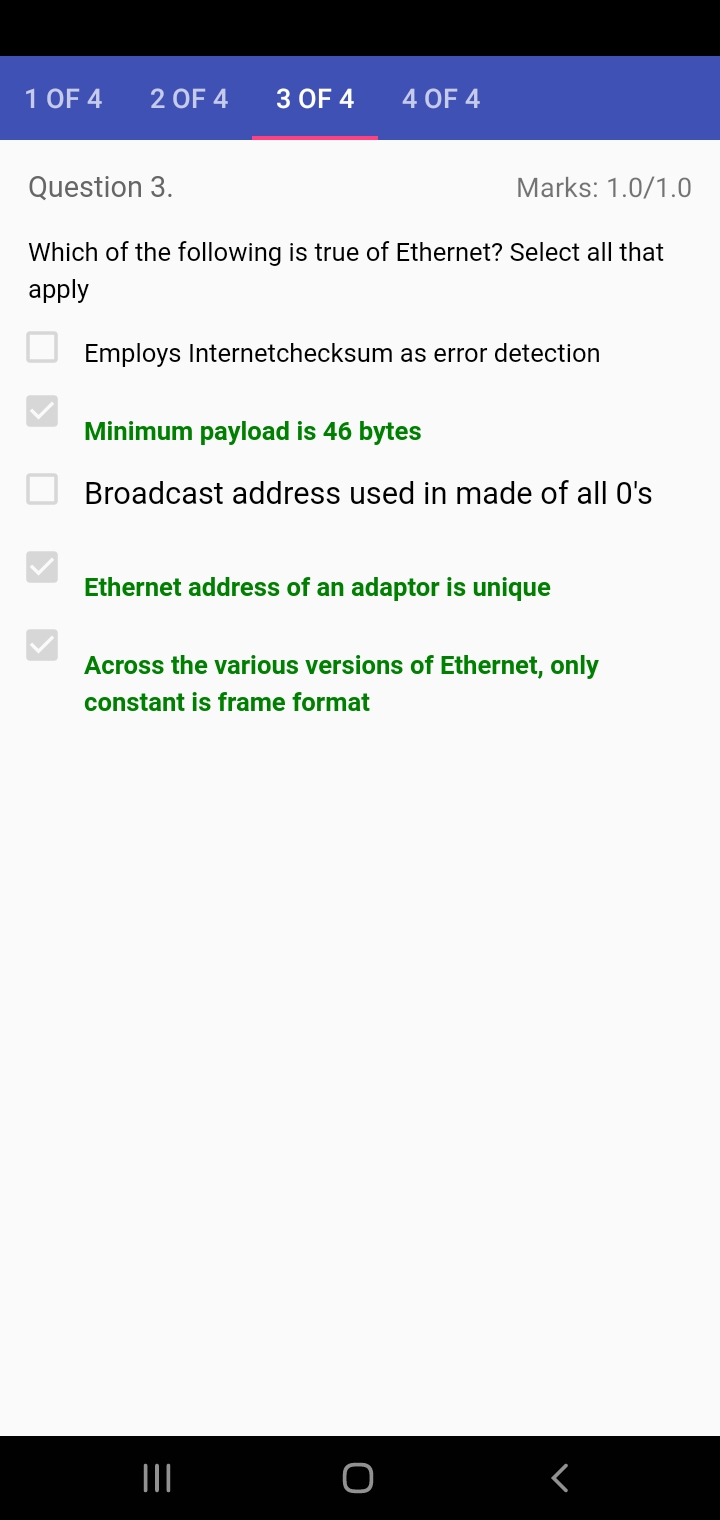 1 OF 4 2 OF 4 3 OF 4 4 OF 4
Question 3. Marks: 1.0/1.0
Which of the following is true of Ethernet? Select all that
apply
Employs Internetchecksum as error detection
Minimum payload is 46 bytes
Broadcast address used in made of all 0's
Ethernet address of an adaptor is unique
Across the various versions of Ethernet, only
constant is frame format